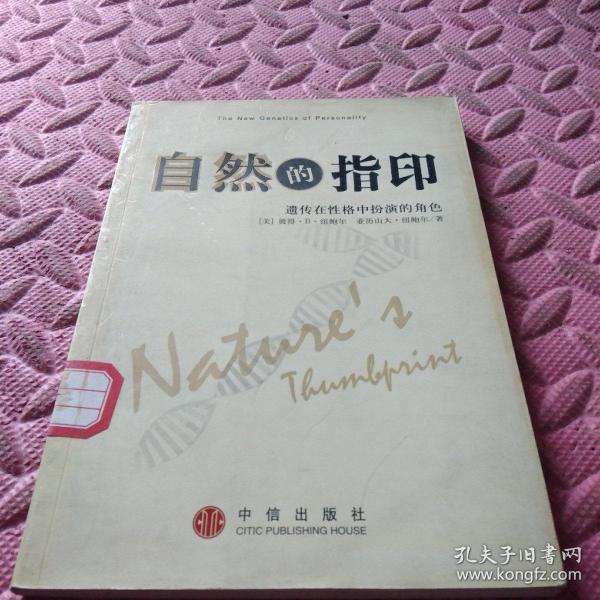 The New Genetics of Personality
自然的指印
遗传在性格中扮演的角色
[美] 彼得·B·纽鲍尔 亚历山大·纽鲍尔/著
Nature's
Thumbprint
中信出版社
CITIC PUBLISHING HOUSE
孔夫子旧书网
www.kongfz.com